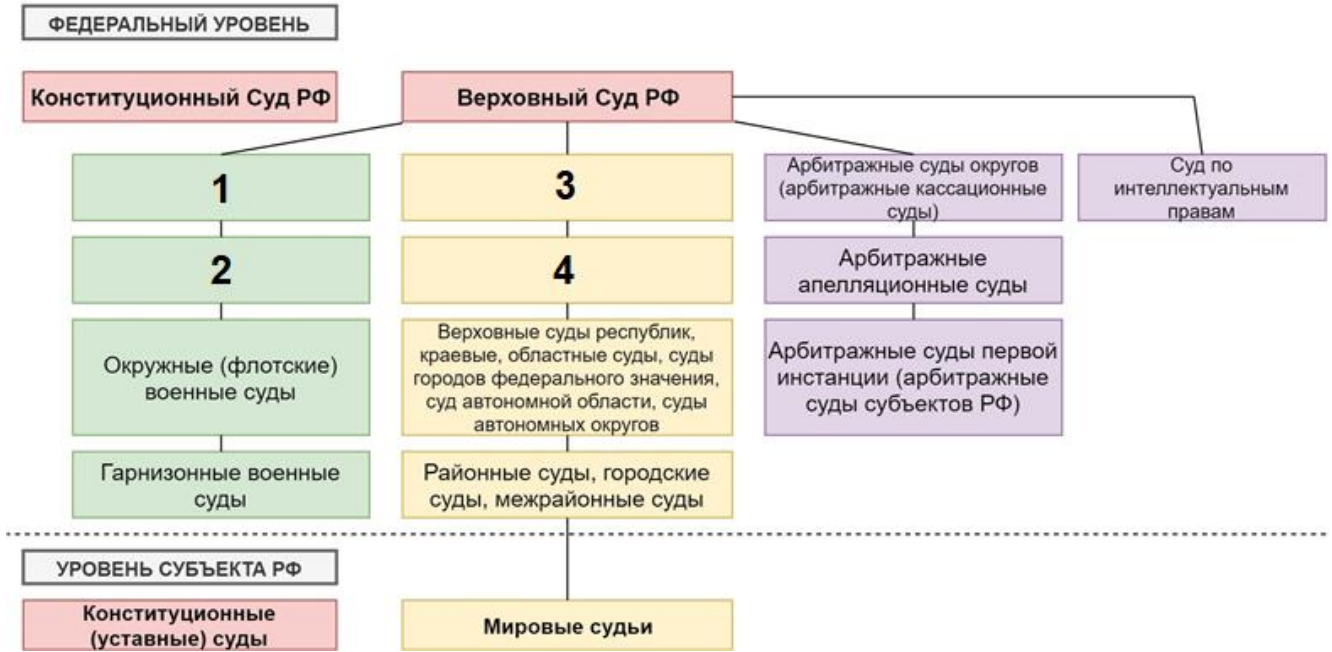 ФЕДЕРАЛЬНЫЙ УРОВЕНЬ
Конституционный Суд РФ
Верховный Суд РФ
1
3
Арбитражные суды округов
(арбитражные кассационные
суды)
Суд по
интеллектуальным
правам
2
4
Арбитражные
апелляционные суды
Окружные (флотские)
военные суды
Верховные суды республик,
краевые, областные суды, суды
городов федерального значения,
суд автономной области, суды
автономных округов
Арбитражные суды первой
инстанции (арбитражные
суды субъектов РФ)
Гарнизонные военные
суды
Районные суды, городские
суды, межрайонные суды
УРОВЕНЬ СУБЪЕКТА РФ
Конституционные
(уставные) суды
Мировые судьи